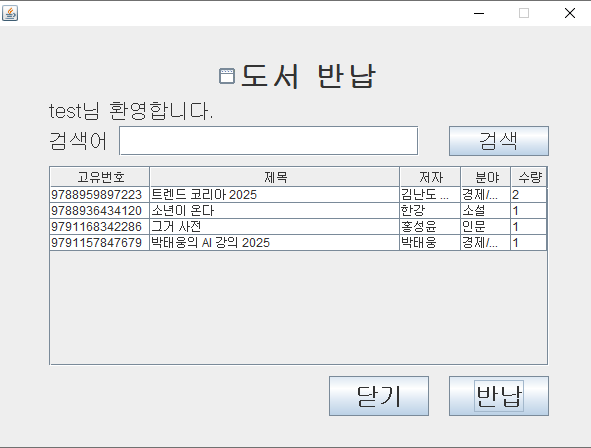 도서 반납
test님 환영합니다.
검색어 검색
고유번호 제목 저자 분야 수량
9788959897223 트렌드 코리아 2025 김난도 ... 경제/... 2
9788936434120 소년이 온다 한강 소설 1
9791168342286 그거 사전 홍성윤 인문 1
9791157847679 박태웅의 AI 강의 2025 박태웅 경제/... 1
닫기 반납